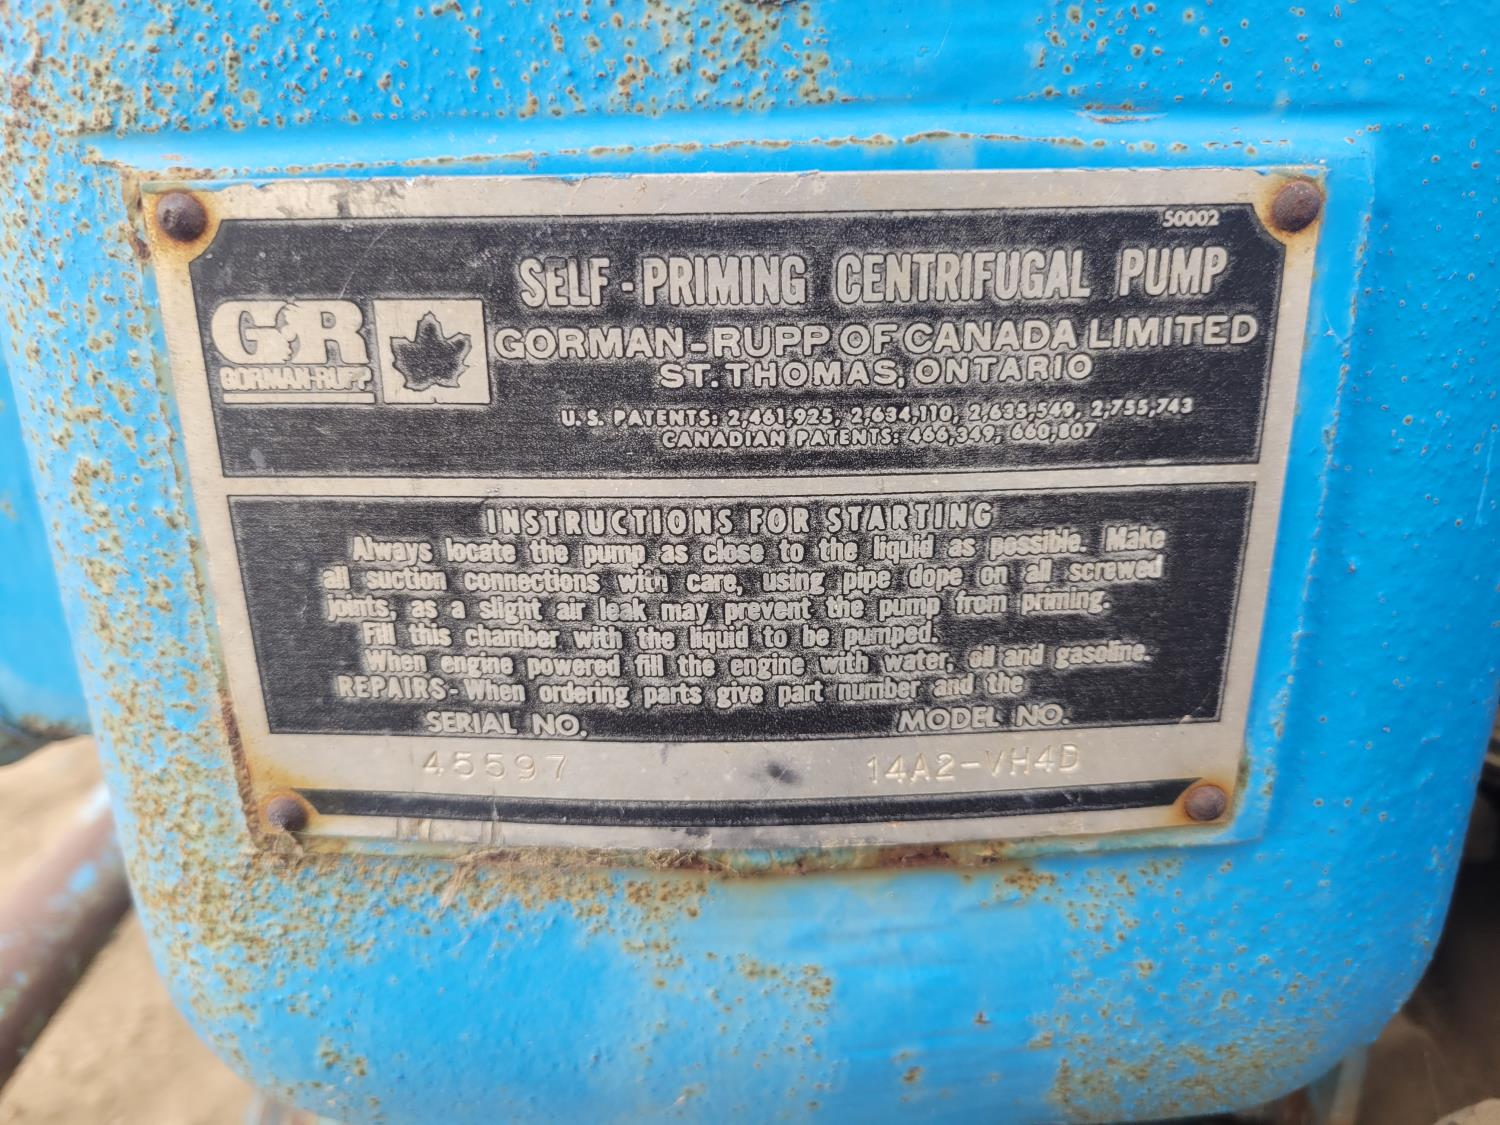 50002
SELF-PRIMING CENTRIFUGAL PUMP
GR
GORMAN-RUPP
GORMAN-RUPP OF CANADA LIMITED
ST. THOMAS, ONTARIO
U.S. PATENTS: 2,461,925, 2,634,110, 2,635,549, 2,755,743
CANADIAN PATENTS: 466,349, 660,807
INSTRUCTIONS FOR STARTING
Always locate the pump as close to the liquid as possible. Make
all suction connections with care, using pipe dope on all screwed
joints, as a slight air leak may prevent the pump from priming.
Fill this chamber with the liquid to be pumped.
When engine powered fill the engine with water, oil and gasoline.
REPAIRS-When ordering parts give part number and the
SERIAL NO. MODEL NO.
45597 14A2-VH4D